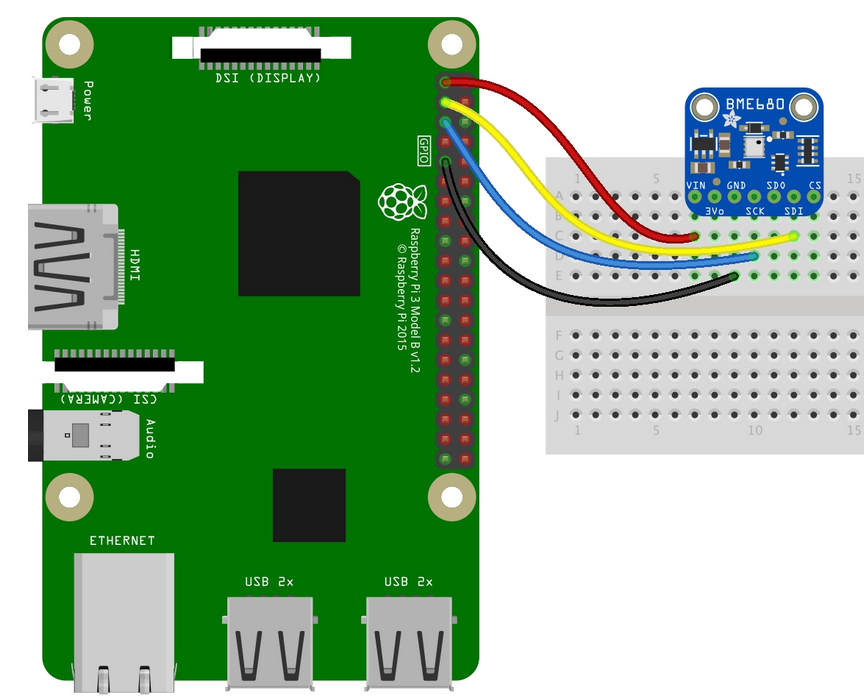 DSI (DISPLAY)
Power
GPIO
HDMI
Raspberry Pi 3 Model B v1.2
© Raspberry Pi 2015
CSI (CAMERA)
Audio
ETHERNET
USB 2x
USB 2x
BME680
VIN GND SDO CS
3Vo SCK SDI
1 5 15
A
B
C
D
E
F
G
H
I
J
1 5 10 15